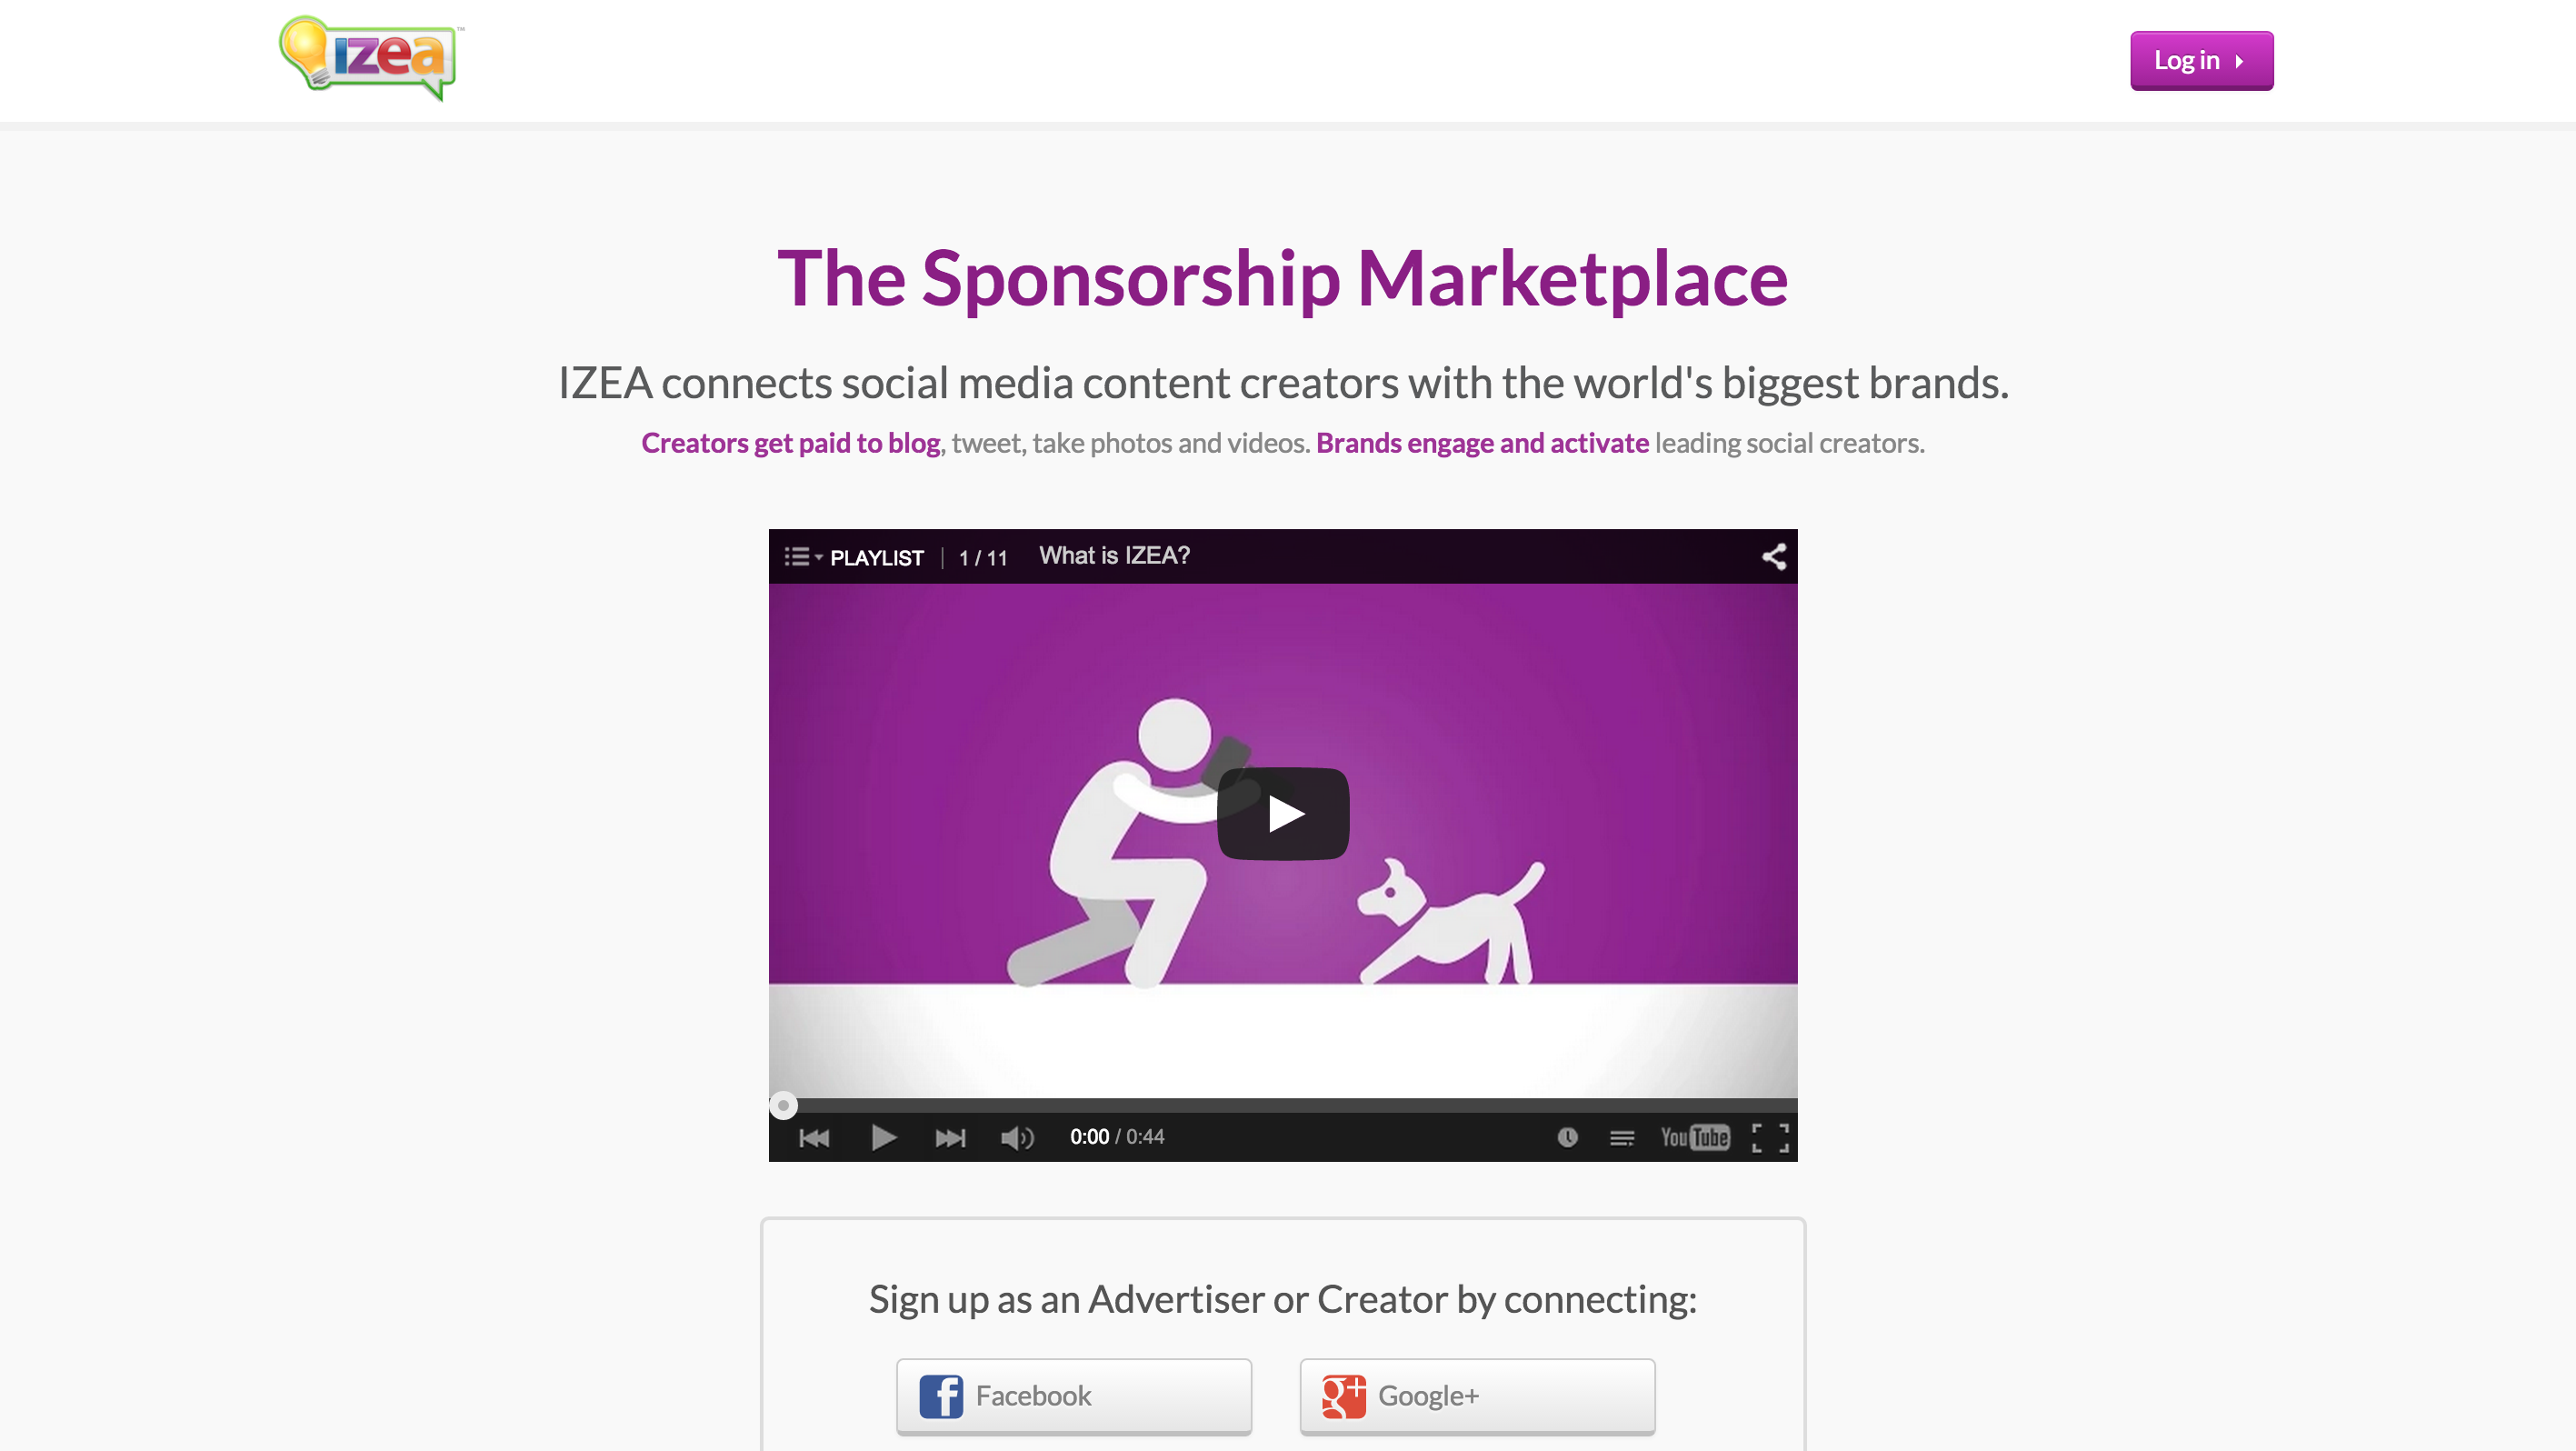 izea™
Log in
The Sponsorship Marketplace
IZEA connects social media content creators with the world's biggest brands.
Creators get paid to blog, tweet, take photos and videos. Brands engage and activate leading social creators.
PLAYLIST | 1 / 11 What is IZEA?
0:00 / 0:44
YouTube
Sign up as an Advertiser or Creator by connecting:
Facebook
g+ Google+